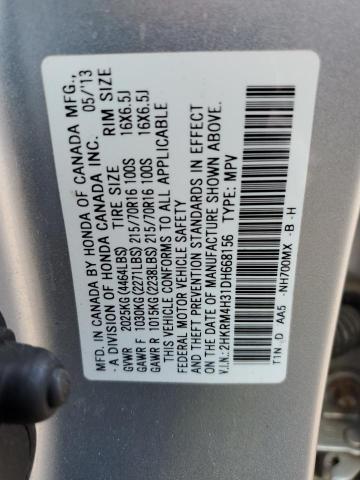 MFD. IN CANADA BY HONDA OF CANADA MFG.,
- A DIVISION OF HONDA CANADA INC. 05/'13
TIRE SIZE RIM SIZE
GVWR 2025KG(4464LBS)
GAWR F 1030KG(2271LBS) 215/70R16 100S 16X6.5J
GAWR R 1015KG(2238LBS) 215/70R16 100S 16X6.5J
THIS VEHICLE CONFORMS TO ALL APPLICABLE
FEDERAL MOTOR VEHICLE SAFETY
AND THEFT PREVENTION STANDARDS IN EFFECT
ON THE DATE OF MANUFACTURE SHOWN ABOVE.
V.I.N.: 2HKRM4H31DH668156 TYPE: MPV
T1N D AA5 -NH700MX -B -H